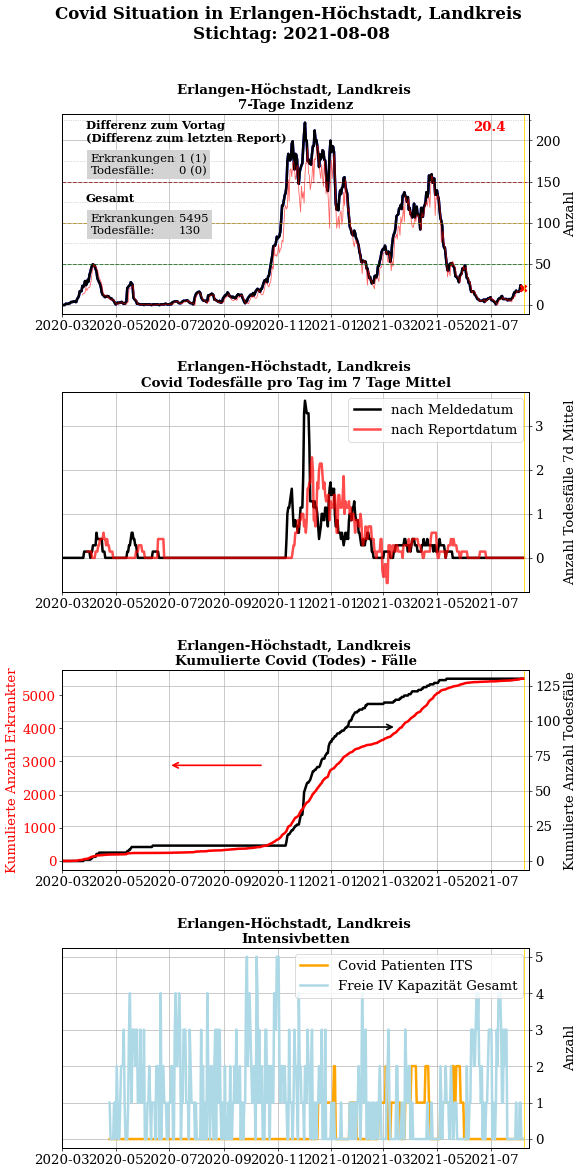 Covid Situation in Erlangen-Höchstadt, Landkreis
Stichtag: 2021-08-08
Erlangen-Höchstadt, Landkreis
7-Tage Inzidenz
Differenz zum Vortag
(Differenz zum letzten Report)
Erkrankungen 1 (1)
Todesfälle: 0 (0)
Gesamt
Erkrankungen 5495
Todesfälle: 130
20.4
200
150
100
50
0
Anzahl
2020-03 2020-05 2020-07 2020-09 2020-11 2021-01 2021-03 2021-05 2021-07
Erlangen-Höchstadt, Landkreis
Covid Todesfälle pro Tag im 7 Tage Mittel
nach Meldedatum
nach Reportdatum
3
2
1
0
Anzahl Todesfälle 7d Mittel
2020-03 2020-05 2020-07 2020-09 2020-11 2021-01 2021-03 2021-05 2021-07
Erlangen-Höchstadt, Landkreis
Kumulierte Covid (Todes) - Fälle
Kumulierte Anzahl Erkrankter
5000
4000
3000
2000
1000
0
125
100
75
50
25
0
Kumulierte Anzahl Todesfälle
2020-03 2020-05 2020-07 2020-09 2020-11 2021-01 2021-03 2021-05 2021-07
Erlangen-Höchstadt, Landkreis
Intensivbetten
Covid Patienten ITS
Freie IV Kapazität Gesamt
5
4
3
2
1
0
Anzahl
2020-03 2020-05 2020-07 2020-09 2020-11 2021-01 2021-03 2021-05 2021-07